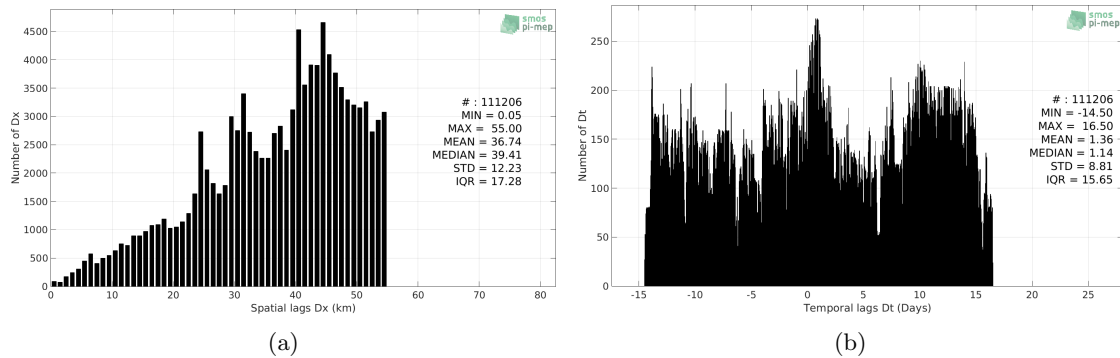 4500
4000
3500
3000
2500
2000
1500
1000
500
0
Number of Dx
0 10 20 30 40 50 60 70 80
Spatial lags Dx (km)
smos
pi-mep
# : 111206
MIN = 0.05
MAX = 55.00
MEAN = 36.74
MEDIAN = 39.41
STD = 12.23
IQR = 17.28
(a)
250
200
150
100
50
0
Number of Dt
-15 -10 -5 0 5 10 15 20 25
Temporal lags Dt (Days)
smos
pi-mep
# : 111206
MIN = -14.50
MAX = 16.50
MEAN = 1.36
MEDIAN = 1.14
STD = 8.81
IQR = 15.65
(b)